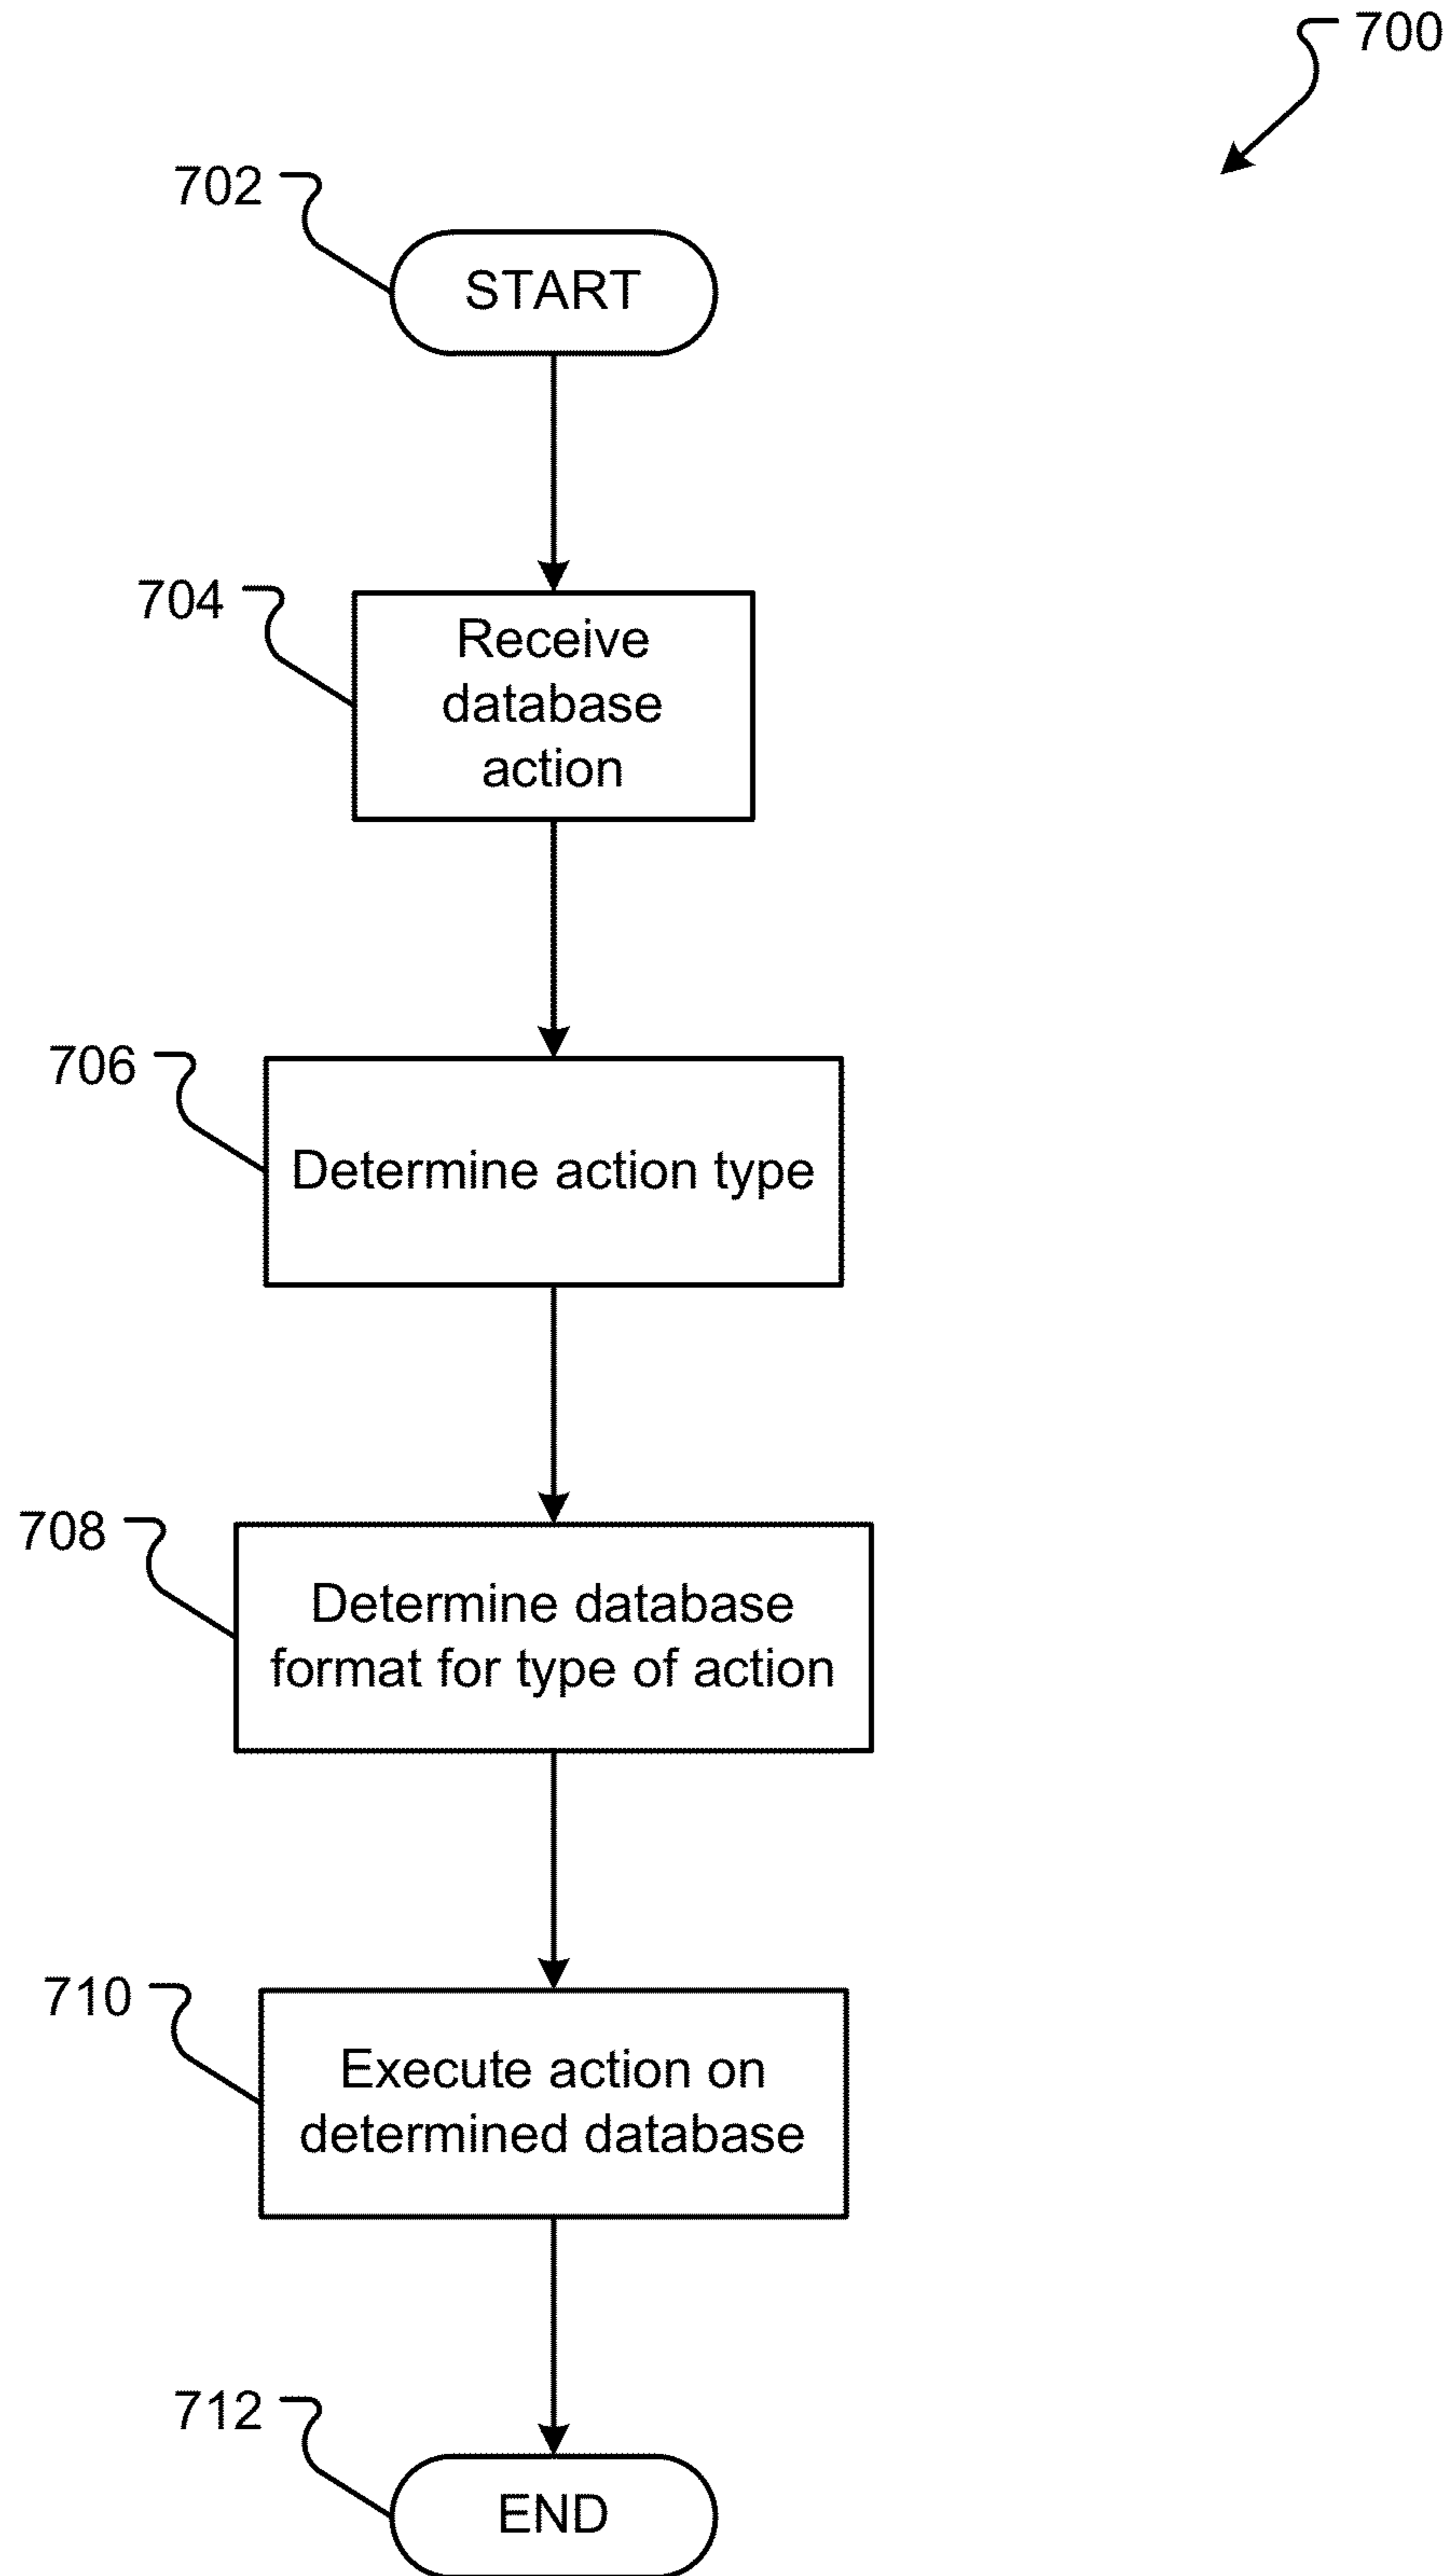 700
702
START
704
Receive
database
action
706
Determine action type
708
Determine database
format for type of action
710
Execute action on
determined database
712
END